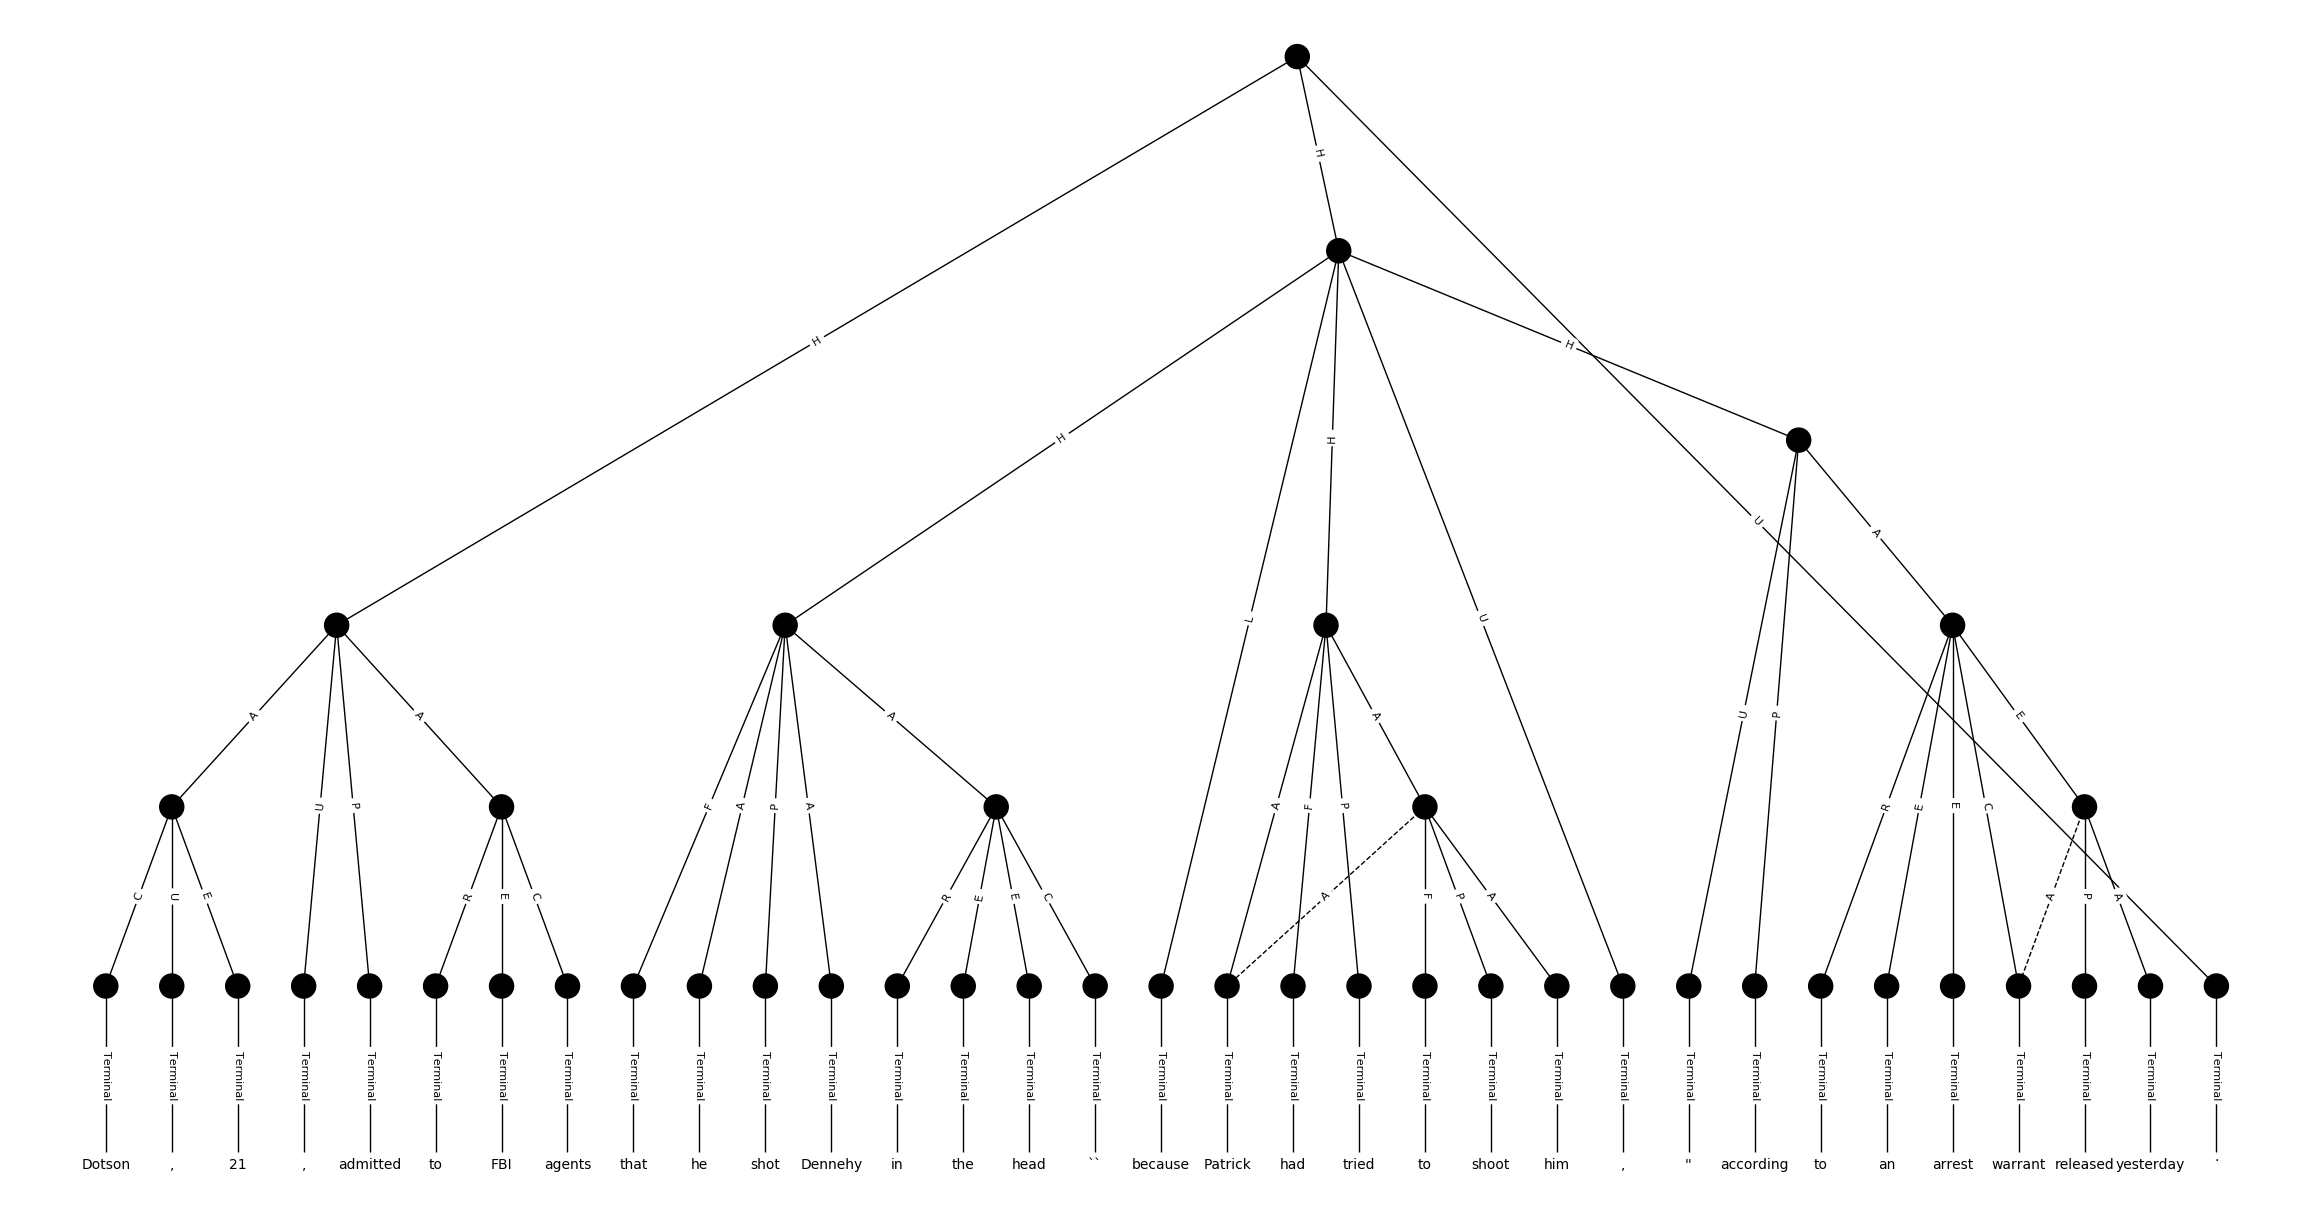 H
H
H
H
H
L
U
U
A
A
U
P
A
F
A
P
A
A
A
F
P
A
U
P
R
E
E
C
E
C
U
E
R
E
C
R
E
E
C
A
F
P
A
A
P
A
Terminal Terminal Terminal Terminal Terminal Terminal Terminal Terminal Terminal Terminal Terminal Terminal Terminal Terminal Terminal Terminal Terminal Terminal Terminal Terminal Terminal Terminal Terminal Terminal Terminal Terminal Terminal Terminal Terminal Terminal Terminal Terminal Terminal
Dotson , 21 , admitted to FBI agents that he shot Dennehy in the head `` because Patrick had tried to shoot him , " according to an arrest warrant released yesterday .